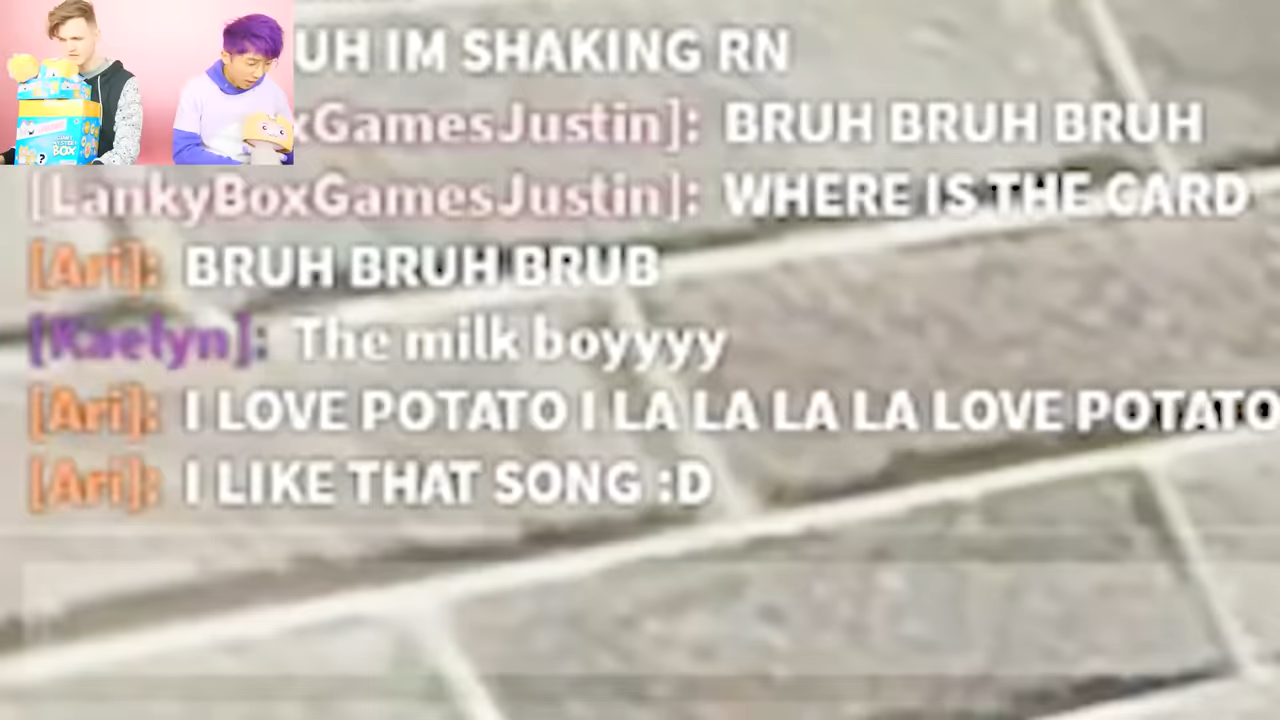 UH IM SHAKING RN
xGamesJustin]: BRUH BRUH BRUH
[LankyBoxGamesJustin]: WHERE IS THE CARD
[Ari]: BRUH BRUH BRUB
[Kaelyn]: The milk boyyyy
[Ari]: I LOVE POTATO I LA LA LA LA LOVE POTATO
[Ari]: I LIKE THAT SONG :D
BOX